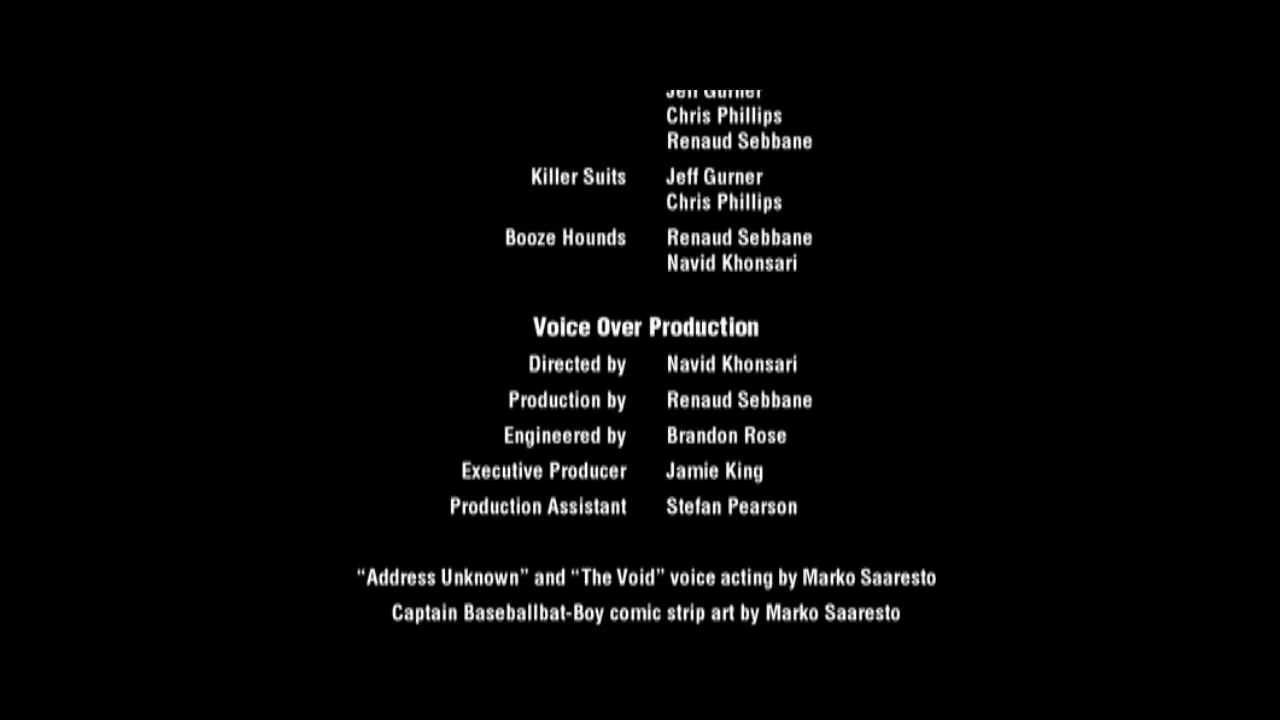 Jeff Gurner
Chris Phillips
Renaud Sebbane
Killer Suits Jeff Gurner
Chris Phillips
Booze Hounds Renaud Sebbane
Navid Khonsari
Voice Over Production
Directed by Navid Khonsari
Production by Renaud Sebbane
Engineered by Brandon Rose
Executive Producer Jamie King
Production Assistant Stefan Pearson
“Address Unknown” and “The Void” voice acting by Marko Saaresto
Captain Baseballbat-Boy comic strip art by Marko Saaresto